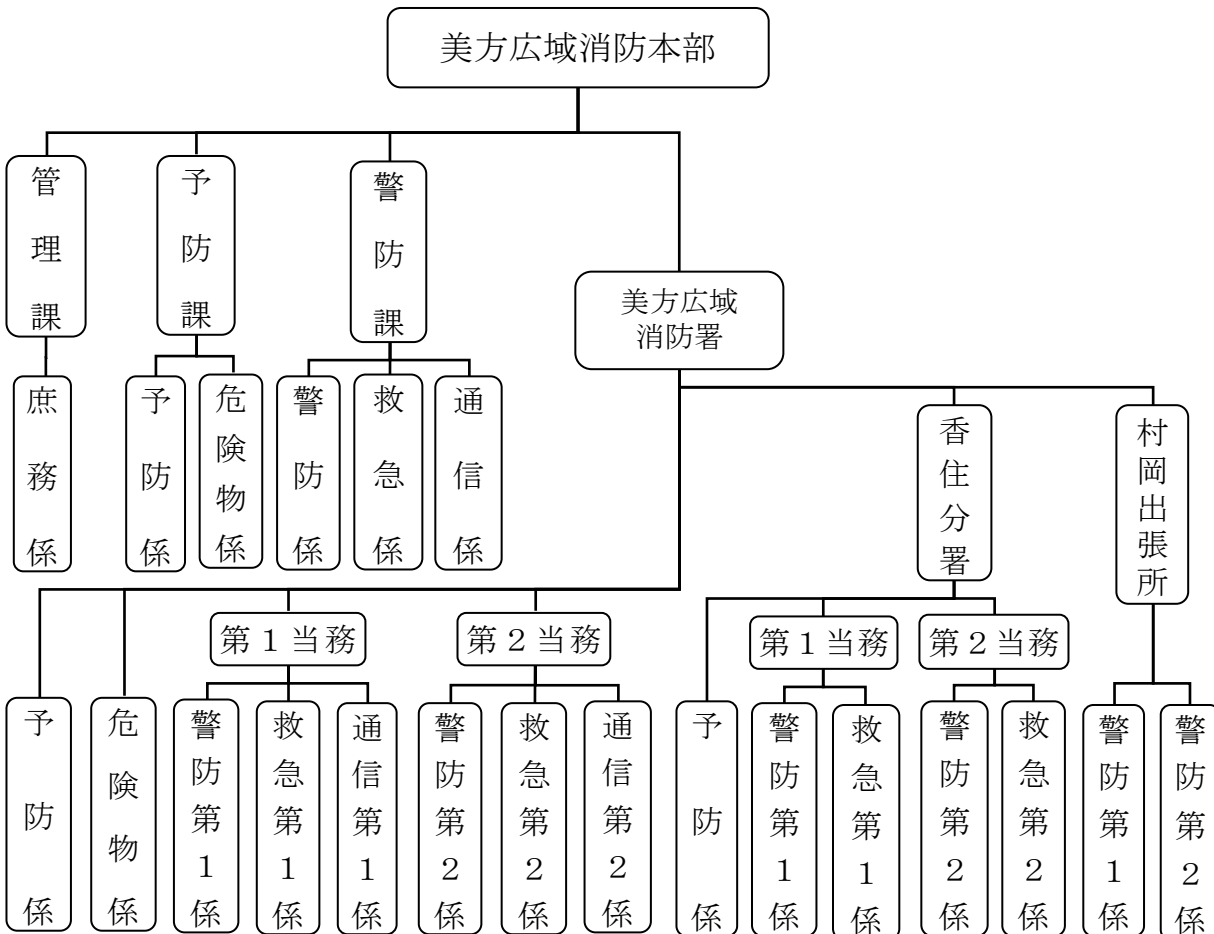 美方広域消防本部
管理課
予防課
警防課
美方広域
消防署
庶務係
予防係
危険物係
警防係
救急係
通信係
香住分署
村岡出張所
第1当務
第2当務
第1当務
第2当務
予防係
危険物係
警防第1係
救急第1係
通信第1係
警防第2係
救急第2係
通信第2係
予防係
警防第1係
救急第1係
警防第2係
救急第2係
警防第1係
警防第2係